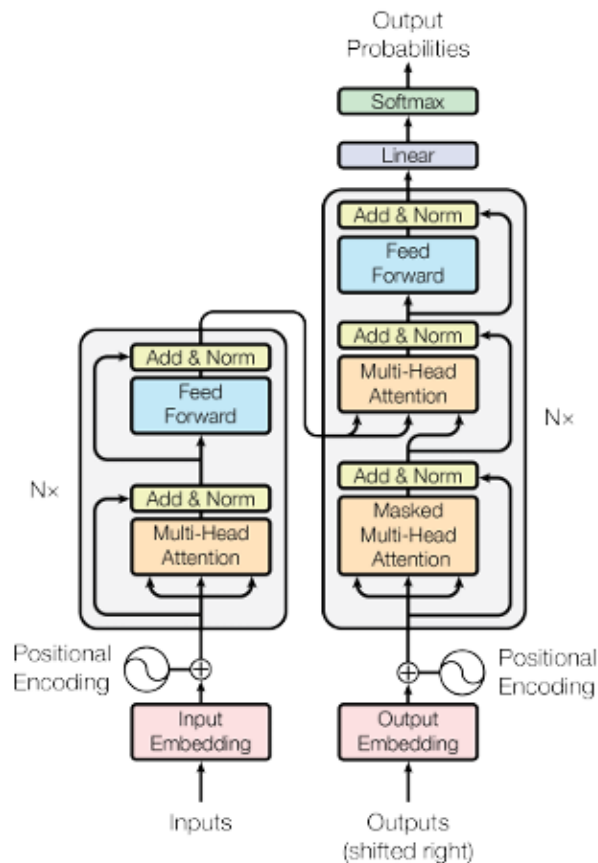 Output
Probabilities
Softmax
Linear
Add & Norm
Feed
Forward
Add & Norm
Multi-Head
Attention
Add & Norm
Masked
Multi-Head
Attention
N×
Add & Norm
Feed
Forward
Add & Norm
Multi-Head
Attention
N×
Positional
Encoding
Positional
Encoding
Input
Embedding
Output
Embedding
Inputs
Outputs
(shifted right)